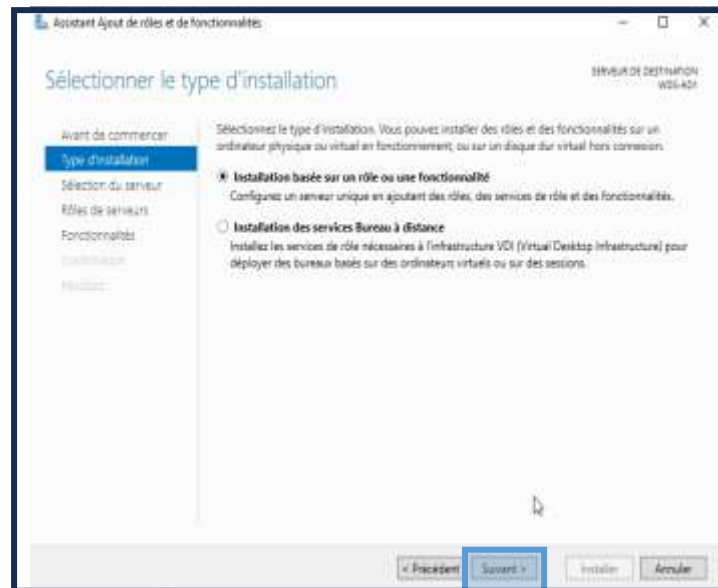 Assistant Ajout de rôles et de fonctionnalités
Sélectionner le type d'installation
SERVEUR DE DESTINATION
WDS-AD1
Avant de commencer
Type d'installation
Sélection du serveur
Rôles de serveurs
Fonctionnalités
Confirmation
Résultats
Sélectionnez le type d'installation. Vous pouvez installer des rôles et des fonctionnalités sur un
ordinateur physique ou virtuel en fonctionnement, ou sur un disque dur virtuel hors connexion.
Installation basée sur un rôle ou une fonctionnalité
Configurez un serveur unique en ajoutant des rôles, des services de rôle et des fonctionnalités.
Installation des services Bureau à distance
Installez les services de rôle nécessaires à l'infrastructure VDI (Virtual Desktop Infrastructure) pour
déployer des bureaux basés sur des ordinateurs virtuels ou sur des sessions.
< Précédent Suivant > Installer Annuler